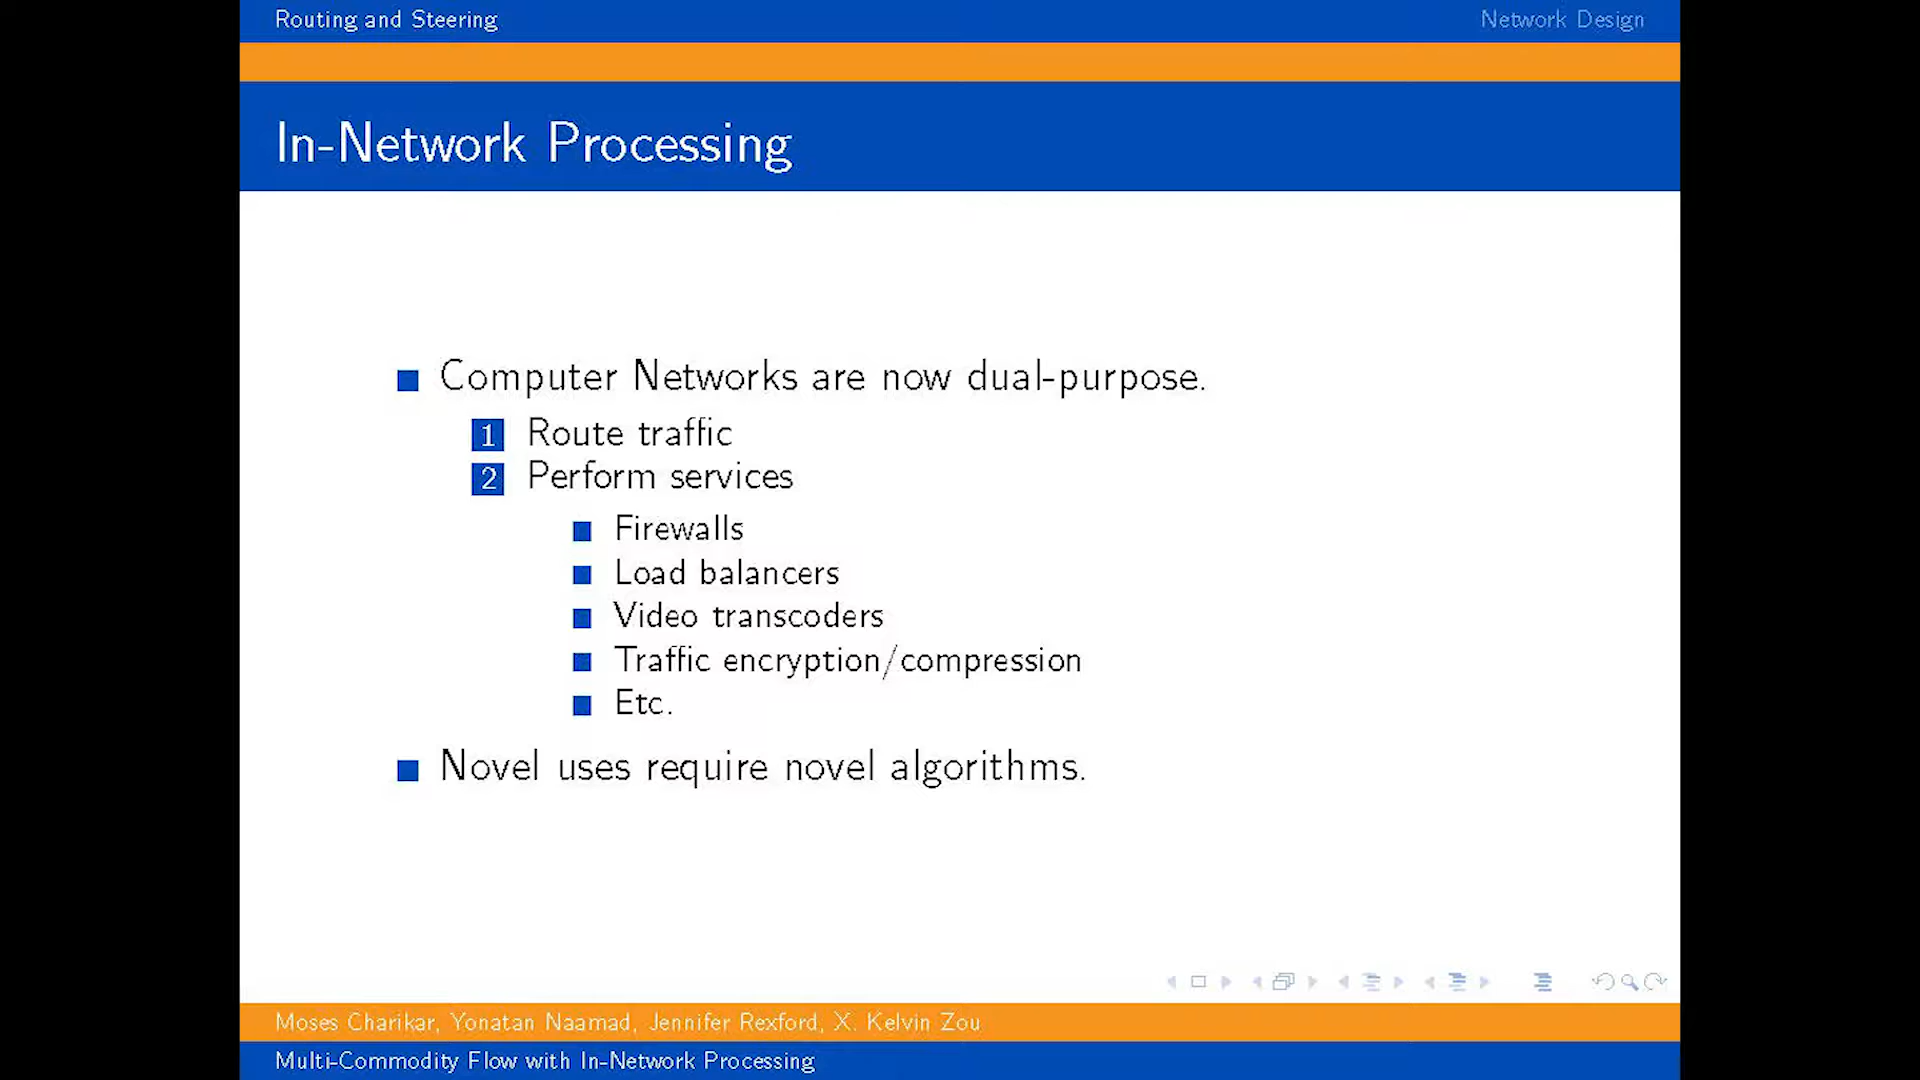 Routing and Steering
Network Design
In-Network Processing
Computer Networks are now dual-purpose.
1 Route traffic
2 Perform services
Firewalls
Load balancers
Video transcoders
Traffic encryption/compression
Etc.
Novel uses require novel algorithms.
Moses Charikar, Yonatan Naamad, Jennifer Rexford, X. Kelvin Zou
Multi-Commodity Flow with In-Network Processing